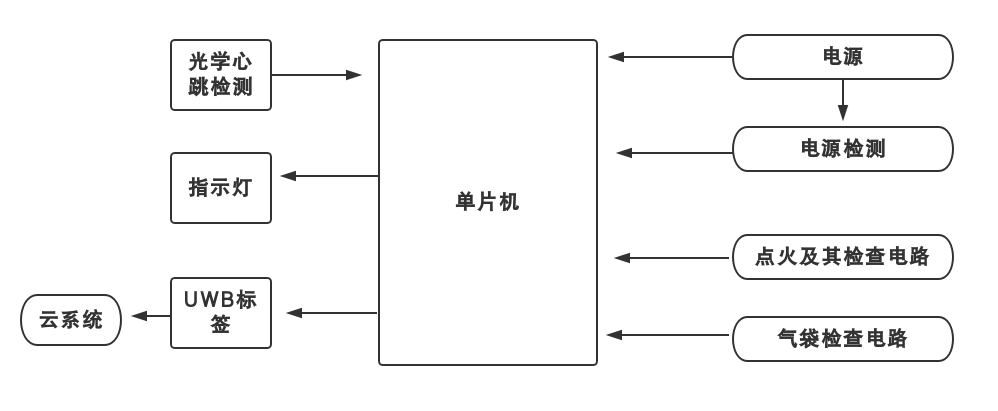 光学心
跳检测
指示灯
UWB标
签
云系统
单片机
电源
电源检测
点火及其检查电路
气袋检查电路